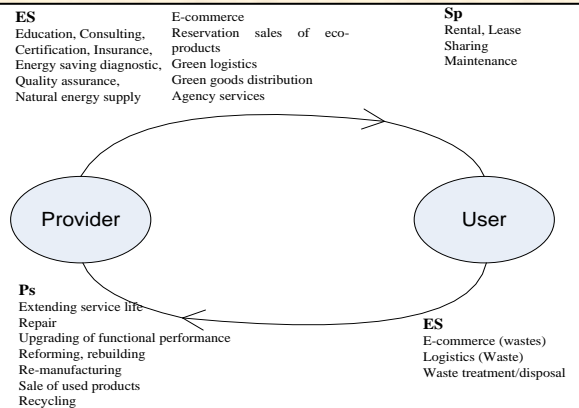 ES
Education, Consulting,
Certification, Insurance,
Energy saving diagnostic,
Quality assurance,
Natural energy supply
E-commerce
Reservation sales of eco-
products
Green logistics
Green goods distribution
Agency services
Sp
Rental, Lease
Sharing
Maintenance
Provider
User
Ps
Extending service life
Repair
Upgrading of functional performance
Reforming, rebuilding
Re-manufacturing
Sale of used products
Recycling
ES
E-commerce (wastes)
Logistics (Waste)
Waste treatment/disposal